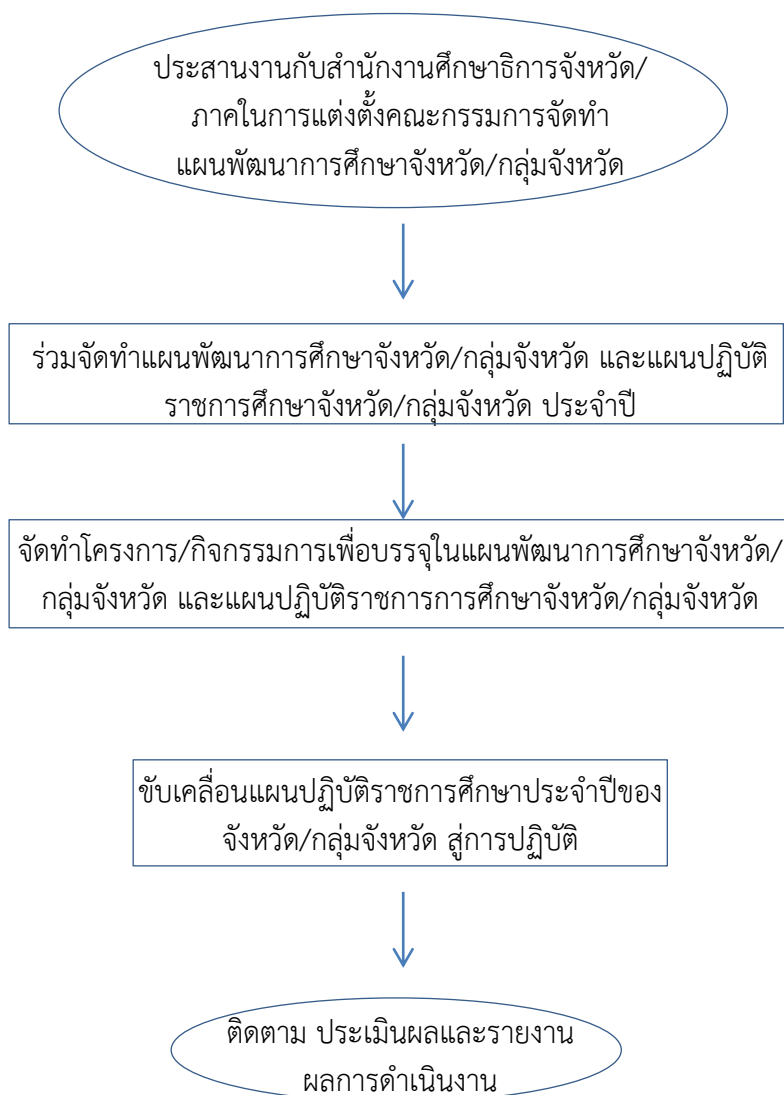 ประสานงานกับสำนักงานศึกษาธิการจังหวัด/
ภาคในการแต่งตั้งคณะกรรมการจัดทำ
แผนพัฒนาการศึกษาจังหวัด/กลุ่มจังหวัด
ร่วมจัดทำแผนพัฒนาการศึกษาจังหวัด/กลุ่มจังหวัด และแผนปฏิบัติ
ราชการศึกษาจังหวัด/กลุ่มจังหวัด ประจำปี
จัดทำโครงการ/กิจกรรมการเพื่อบรรจุในแผนพัฒนาการศึกษาจังหวัด/
กลุ่มจังหวัด และแผนปฏิบัติราชการการศึกษาจังหวัด/กลุ่มจังหวัด
ขับเคลื่อนแผนปฏิบัติราชการศึกษาประจำปีของ
จังหวัด/กลุ่มจังหวัด สู่การปฏิบัติ
ติดตาม ประเมินผลและรายงาน
ผลการดำเนินงาน